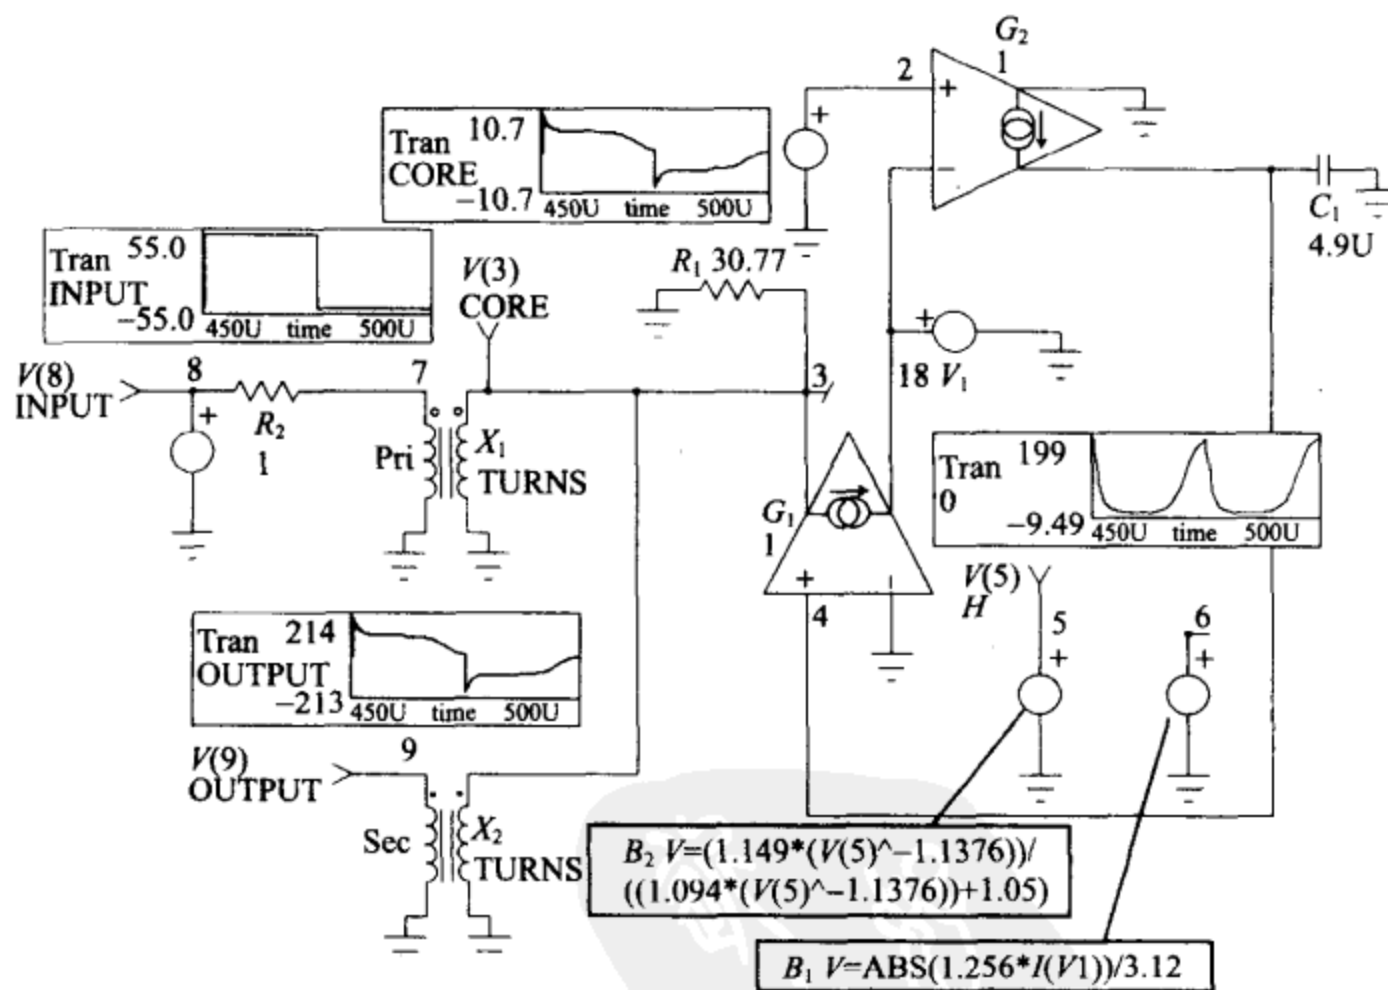 G₂
1
2
+
−
+
Tran 10.7
CORE
−10.7 450U time 500U
C₁
4.9U
Tran 55.0
INPUT
−55.0 450U time 500U
V(3)
CORE
R₁ 30.77
+
18 V₁
V(8)
INPUT
8
+
R₂
1
7
Pri
X₁
TURNS
3
G₁
1
+
−
4
Tran 199
0
−9.49 450U time 500U
V(5)
H
5
+
6
+
Tran 214
OUTPUT
−213 450U time 500U
V(9)
OUTPUT
9
Sec
X₂
TURNS
B₂ V=(1.149*(V(5)^−1.1376))/
((1.094*(V(5)^−1.1376))+1.05)
B₁ V=ABS(1.256*I(V1))/3.12